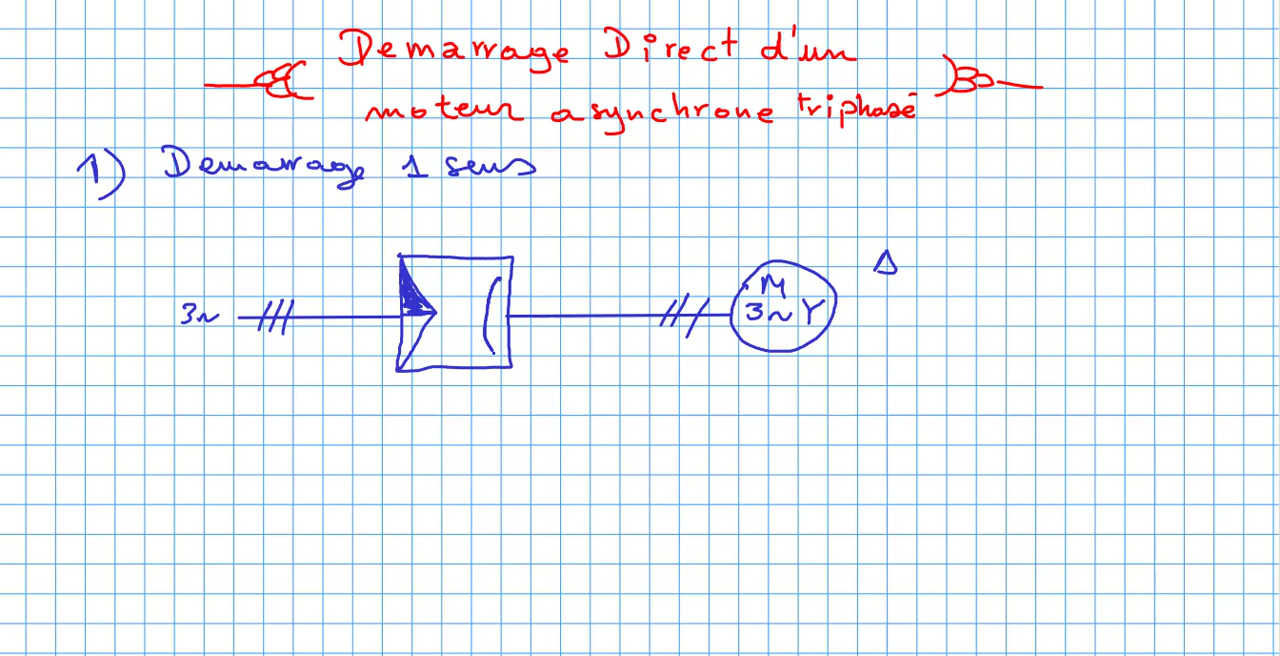 Demarrage Direct d'un
moteur asynchrone triphasé
1) Demarrage 1 sens
Δ
M
3~
3~ Y